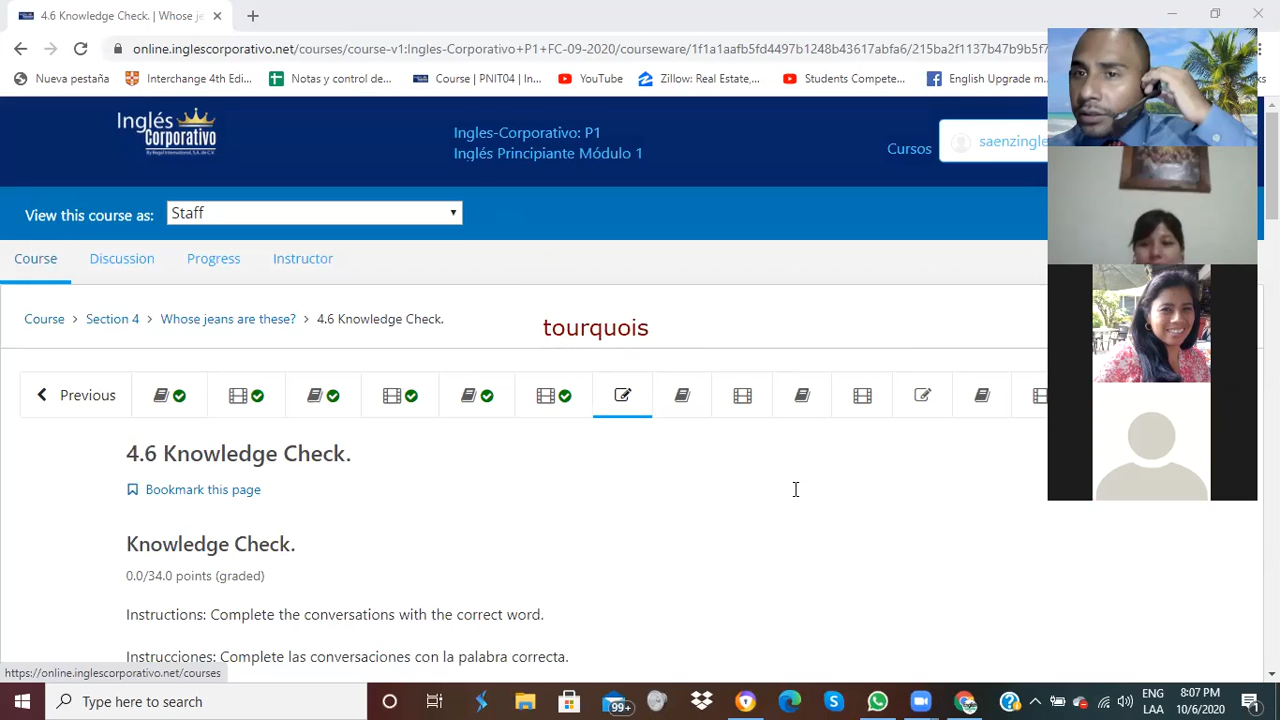 4.6 Knowledge Check. | Whose je
online.inglescorporativo.net/courses/course-v1:Ingles-Corporativo+P1+FC-09-2020/courseware/1f1a1aafb5fd4497b1248b43617abfa6/215ba2f1137b47b9b5f7
Nueva pestaña Interchange 4th Edi... Notas y control de... Course | PNIT04 | In... YouTube Zillow: Real Estate,... Students Compete... English Upgrade m...
Inglés
Corporativo
By Regal International, S.A. de C.V.
Ingles-Corporativo: P1
Inglés Principiante Módulo 1
Cursos
saenzingle
View this course as: Staff
Course Discussion Progress Instructor
Course > Section 4 > Whose jeans are these? > 4.6 Knowledge Check.
tourquois
Previous
4.6 Knowledge Check.
Bookmark this page
Knowledge Check.
0.0/34.0 points (graded)
Instructions: Complete the conversations with the correct word.
Instrucciones: Complete las conversaciones con la palabra correcta.
https://online.inglescorporativo.net/courses
Type here to search
99+
ENG
LAA
8:07 PM
10/6/2020
1